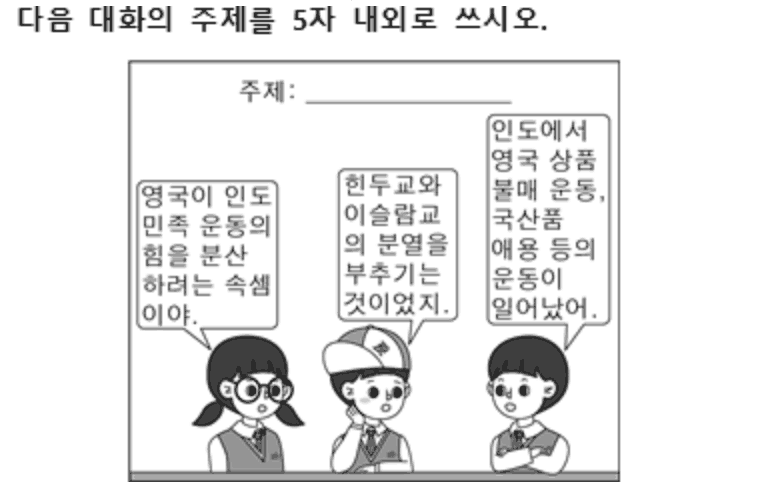 다음 대화의 주제를 5자 내외로 쓰시오.
주제:
영국이 인도
민족 운동의
힘을 분산
하려는 속셈
이야.
힌두교와
이슬람교
의 분열을
부추기는
것이었지.
인도에서
영국 상품
불매 운동,
국산품
애용 등의
운동이
일어났어.